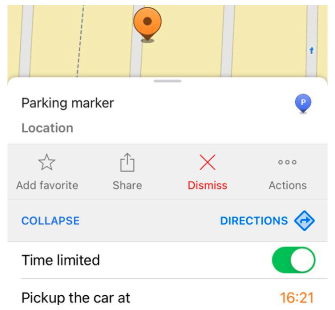 Parking marker
P
Location
Add favorite
Share
Dismiss
Actions
COLLAPSE
DIRECTIONS
Time limited
Pickup the car at
16:21